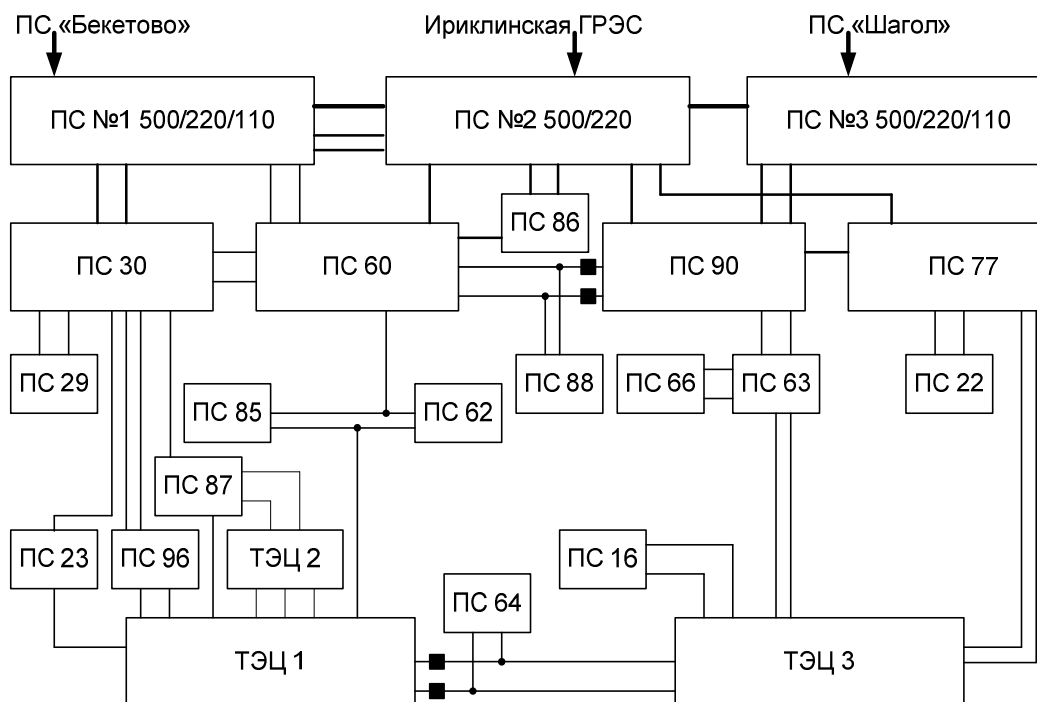 ПС «Бекетово»
Ириклинская ГРЭС
ПС «Шагол»
ПС №1 500/220/110
ПС №2 500/220
ПС №3 500/220/110
ПС 86
ПС 30
ПС 60
ПС 90
ПС 77
ПС 29
ПС 88
ПС 66
ПС 63
ПС 22
ПС 85
ПС 62
ПС 87
ПС 23
ПС 96
ТЭЦ 2
ПС 16
ПС 64
ТЭЦ 1
ТЭЦ 3